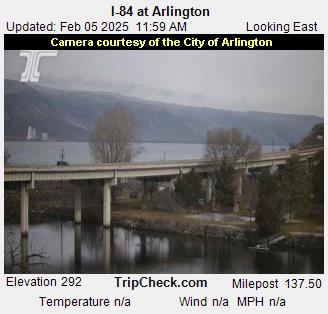 I-84 at Arlington
Updated: Feb 05 2025 11:59 AM Looking East
Camera courtesy of the City of Arlington
Elevation 292 TripCheck.com Milepost 137.50
Temperature n/a Wind n/a MPH n/a